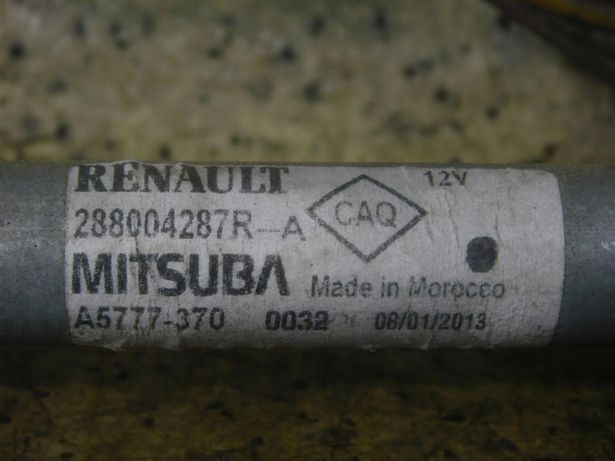 RENAULT
288004287R-A
CAQ
12V
MITSUBA
Made in Morocco
A5777-370 0032 08/01/2013